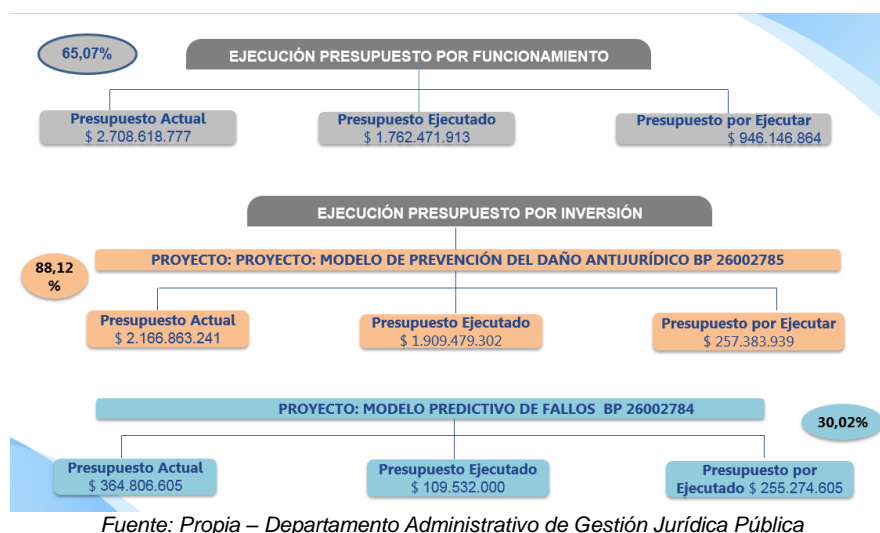 65,07%
EJECUCIÓN PRESUPUESTO POR FUNCIONAMIENTO
Presupuesto Actual
$ 2.708.618.777
Presupuesto Ejecutado
$ 1.762.471.913
Presupuesto por Ejecutar
$ 946.146.864
EJECUCIÓN PRESUPUESTO POR INVERSIÓN
88,12
%
PROYECTO: PROYECTO: MODELO DE PREVENCIÓN DEL DAÑO ANTIJURÍDICO BP 26002785
Presupuesto Actual
$ 2.166.863.241
Presupuesto Ejecutado
$ 1.909.479.302
Presupuesto por Ejecutar
$ 257.383.939
PROYECTO: MODELO PREDICTIVO DE FALLOS BP 26002784
30,02%
Presupuesto Actual
$ 364.806.605
Presupuesto Ejecutado
$ 109.532.000
Presupuesto por
Ejecutado $ 255.274.605
Fuente: Propia – Departamento Administrativo de Gestión Jurídica Pública